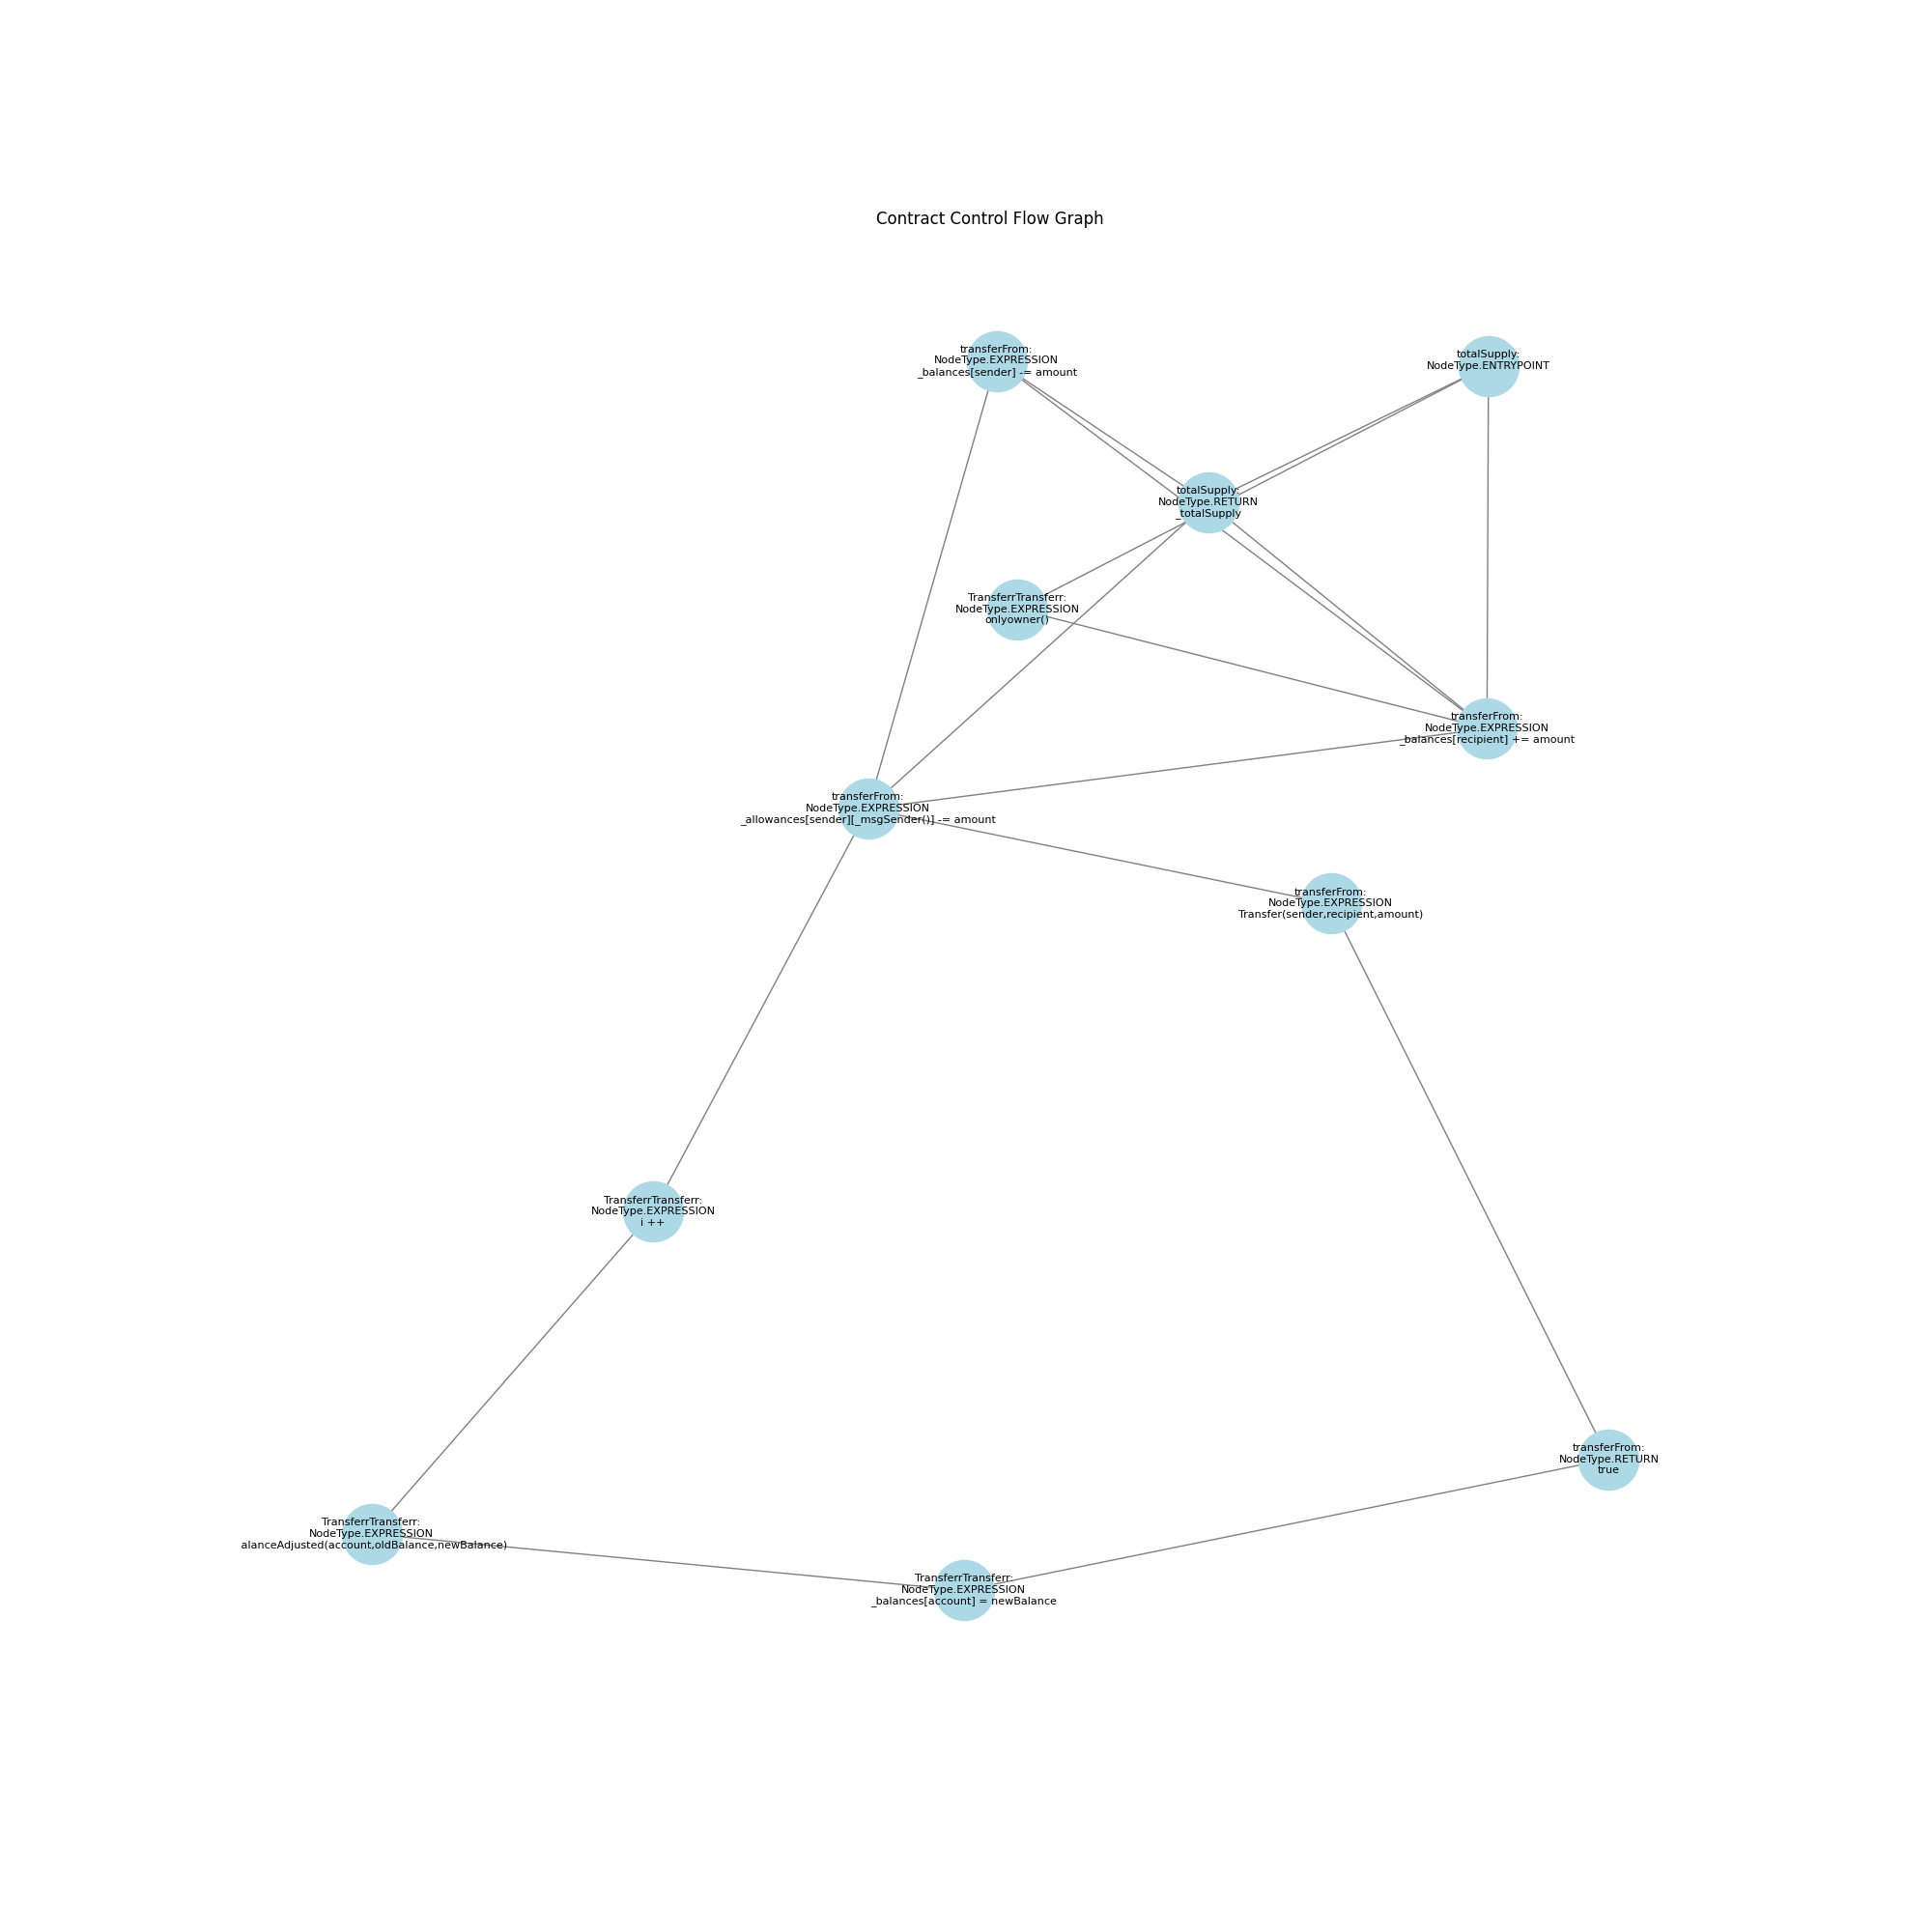 Contract Control Flow Graph
transferFrom:
NodeType.EXPRESSION
_balances[sender] -= amount
totalSupply:
NodeType.ENTRYPOINT
totalSupply:
NodeType.RETURN
_totalSupply
TransferrTransferr:
NodeType.EXPRESSION
onlyowner()
transferFrom:
NodeType.EXPRESSION
_balances[recipient] += amount
transferFrom:
NodeType.EXPRESSION
_allowances[sender][_msgSender()] -= amount
transferFrom:
NodeType.EXPRESSION
Transfer(sender,recipient,amount)
TransferrTransferr:
NodeType.EXPRESSION
i ++
transferFrom:
NodeType.RETURN
true
TransferrTransferr:
NodeType.EXPRESSION
alanceAdjusted(account,oldBalance,newBalance)
TransferrTransferr:
NodeType.EXPRESSION
_balances[account] = newBalance